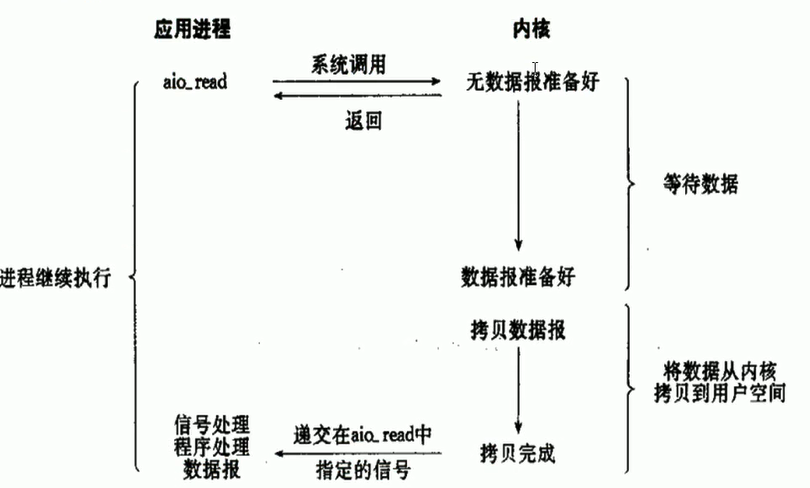 应用进程
内核
系统调用
aio_read
无数据报准备好
返回
等待数据
进程继续执行
数据报准备好
拷贝数据报
将数据从内核
拷贝到用户空间
信号处理
程序处理
数据报
递交在aio_read中
指定的信号
拷贝完成